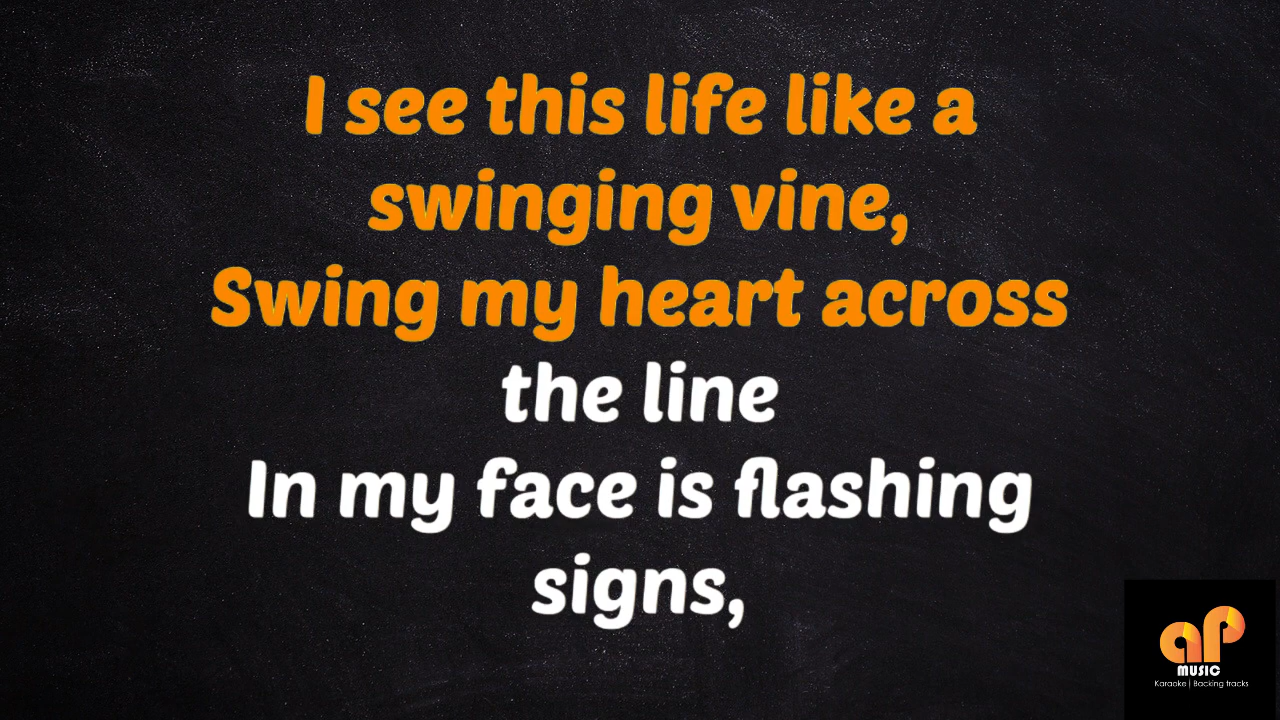 I see this life like a
swinging vine,
Swing my heart across
the line
In my face is flashing
signs,
ap
MUSIC
Karaoke | Backing tracks